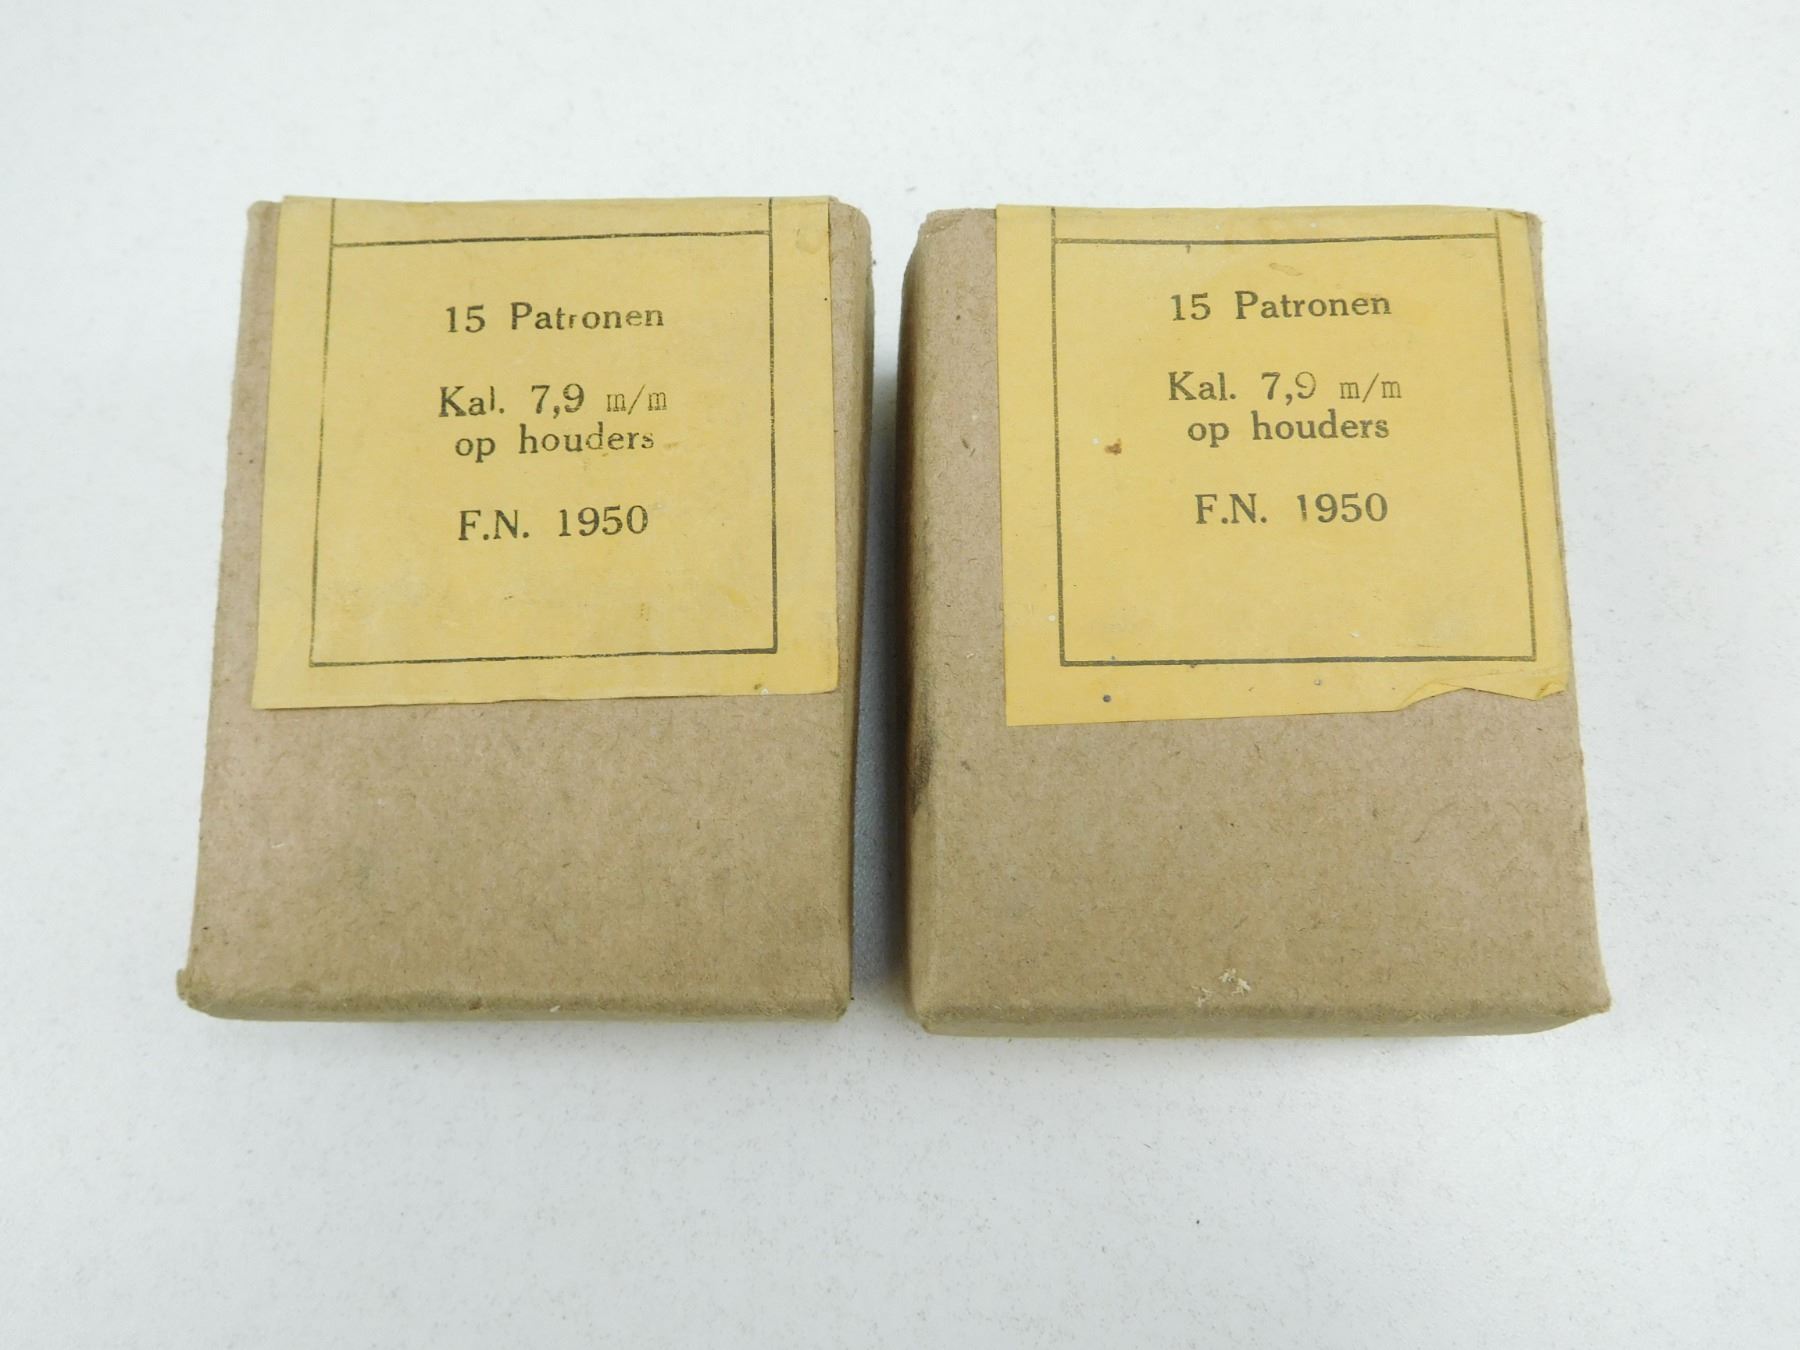 15 Patronen
Kal. 7,9 m/m
op houders
F.N. 1950
15 Patronen
Kal. 7,9 m/m
op houders
F.N. 1950